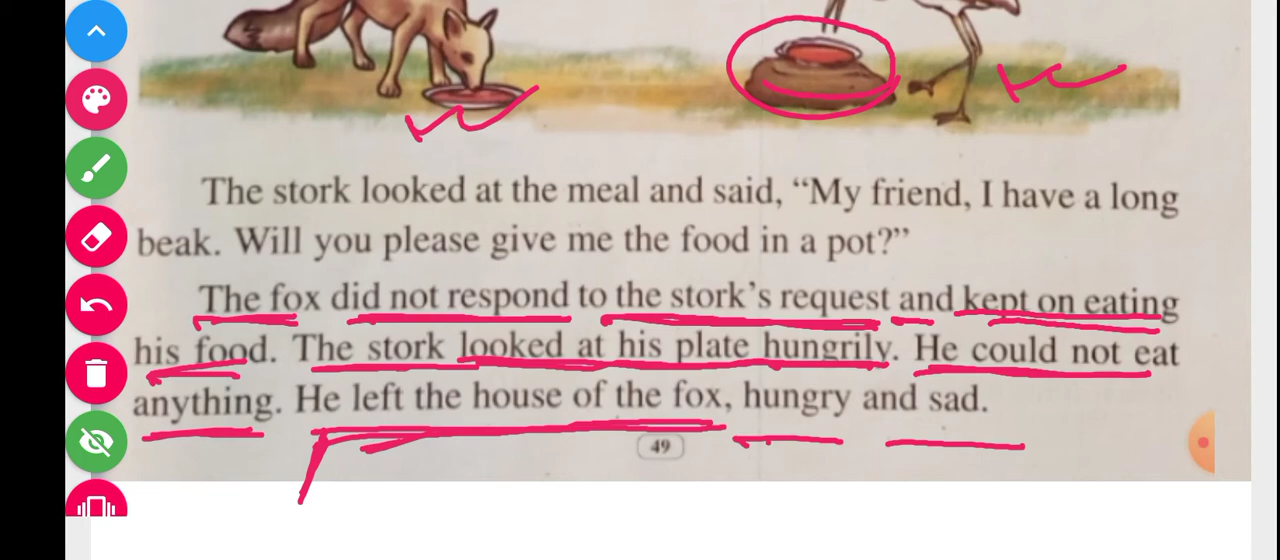 The stork looked at the meal and said, “My friend, I have a long
beak. Will you please give me the food in a pot?”
The fox did not respond to the stork’s request and kept on eating
his food. The stork looked at his plate hungrily. He could not eat
anything. He left the house of the fox, hungry and sad.
49